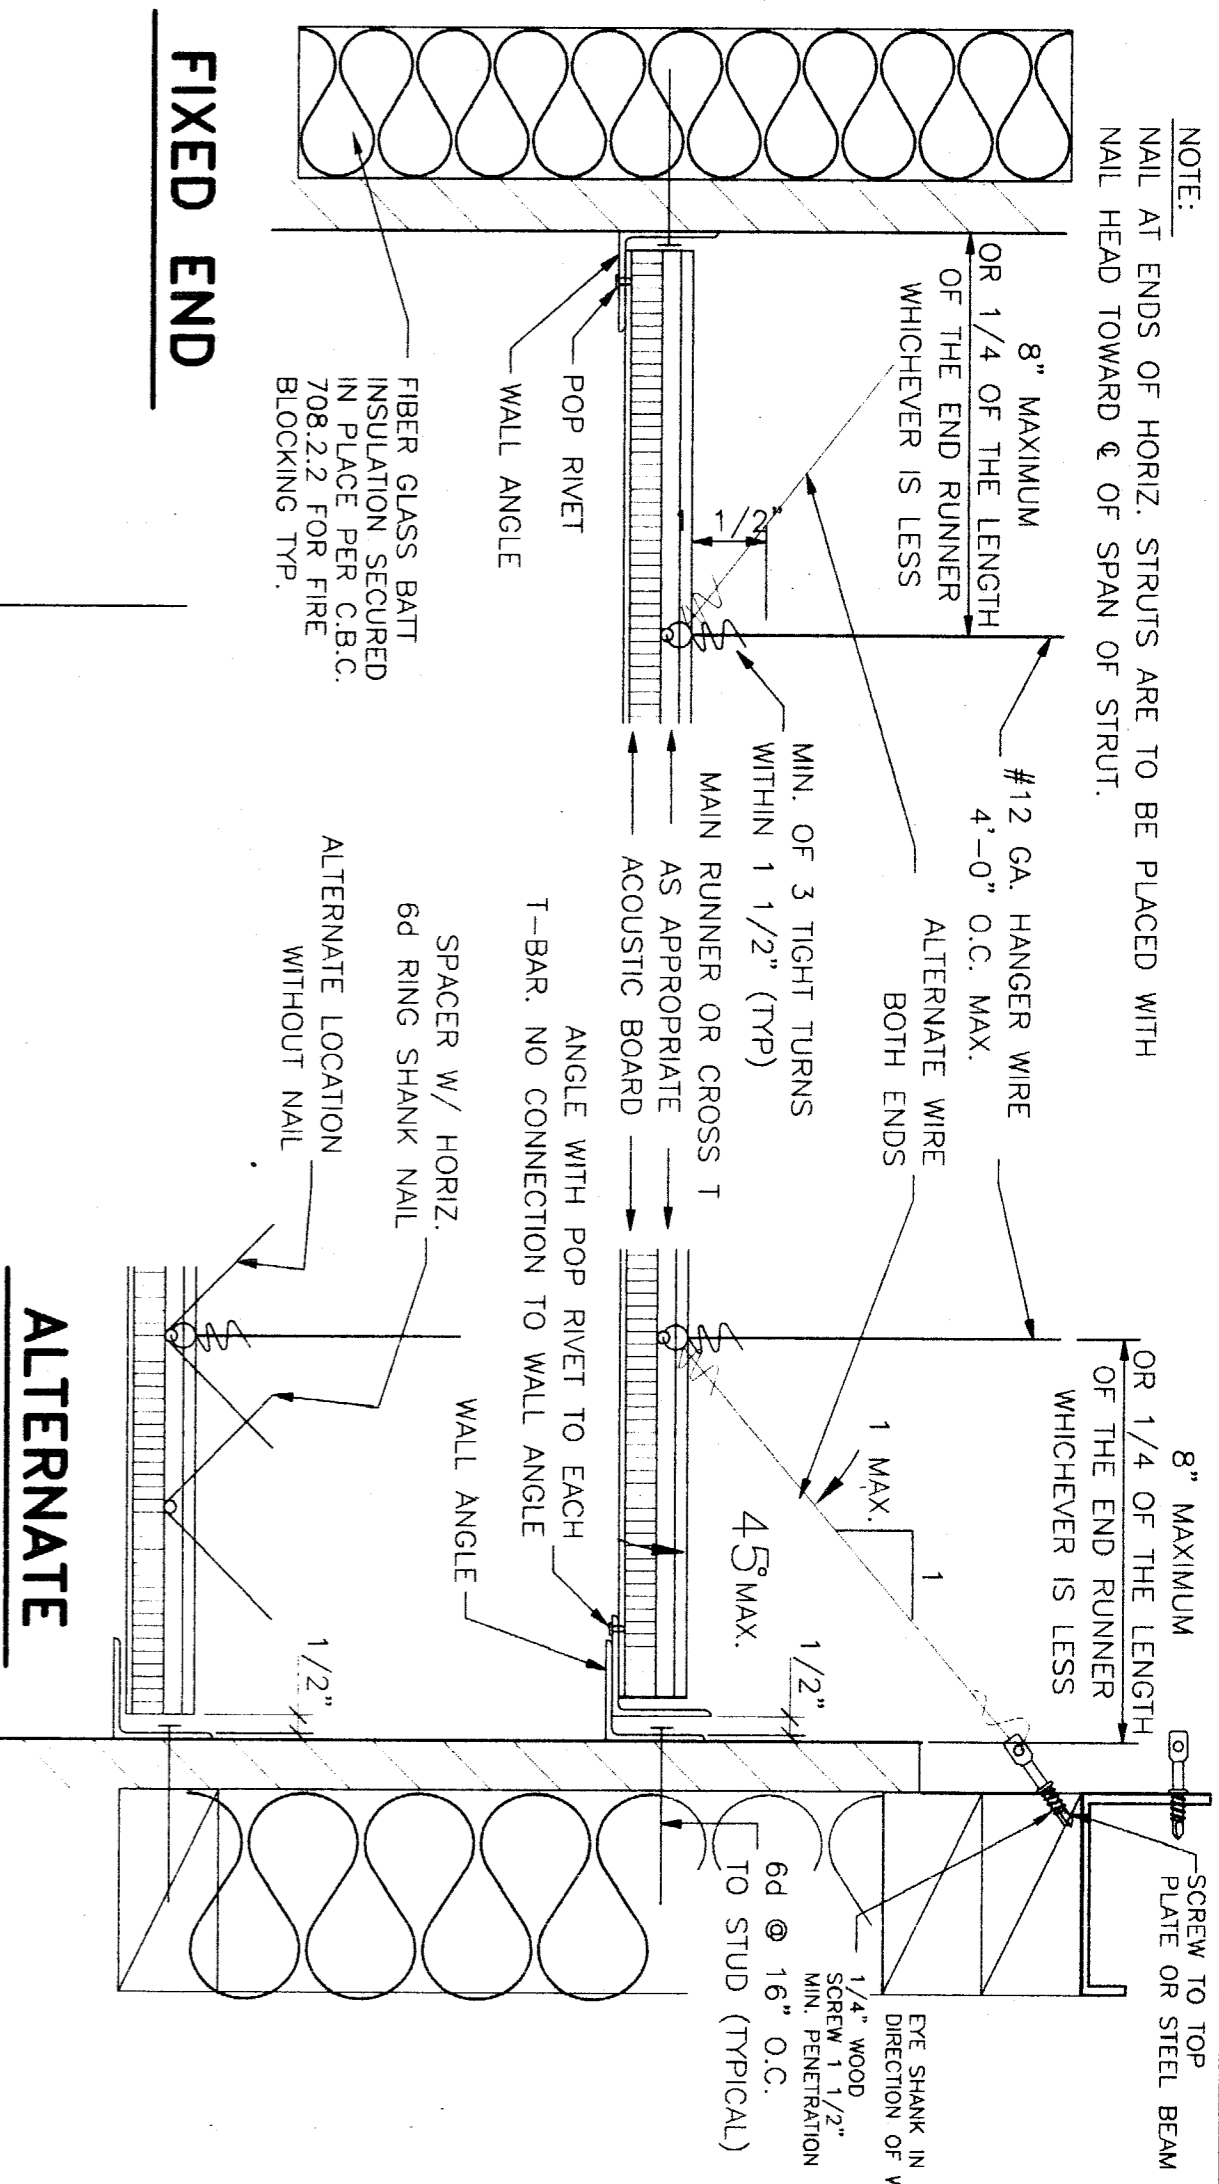 NOTE:
NAIL AT ENDS OF HORIZ. STRUTS ARE TO BE PLACED WITH
NAIL HEAD TOWARD ℄ OF SPAN OF STRUT.
8" MAXIMUM
OR 1/4 OF THE LENGTH
OF THE END RUNNER
WHICHEVER IS LESS
#12 GA. HANGER WIRE
4'-0" O.C. MAX.
ALTERNATE WIRE
BOTH ENDS
8" MAXIMUM
OR 1/4 OF THE LENGTH
OF THE END RUNNER
WHICHEVER IS LESS
SCREW TO TOP
PLATE OR STEEL BEAM
EYE SHANK IN
DIRECTION OF
1/4" WOOD
SCREW 1 1/2"
MIN. PENETRATION
6d @ 16" O.C.
TO STUD (TYPICAL)
1 1/2"
MIN. OF 3 TIGHT TURNS
WITHIN 1 1/2" (TYP)
1 MAX.
1
45° MAX.
1/2"
MAIN RUNNER OR CROSS T
AS APPROPRIATE
ACOUSTIC BOARD
POP RIVET
WALL ANGLE
ANGLE WITH POP RIVET TO EACH
T-BAR. NO CONNECTION TO WALL ANGLE
WALL ANGLE
FIBER GLASS BATT
INSULATION SECURED
IN PLACE PER C.B.C.
708.2.2 FOR FIRE
BLOCKING TYP.
SPACER W/ HORIZ.
6d RING SHANK NAIL
ALTERNATE LOCATION
WITHOUT NAIL
1/2"
FIXED END
ALTERNATE